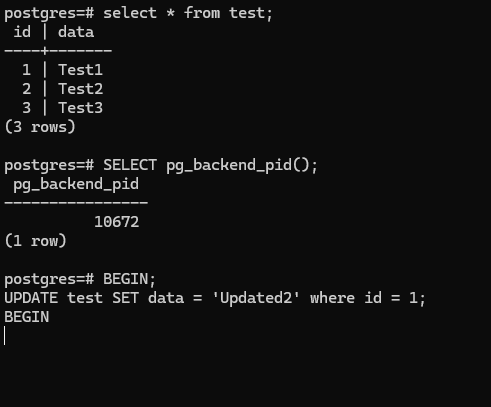 postgres=# select * from test;
 id | data
----+-------
  1 | Test1
  2 | Test2
  3 | Test3
(3 rows)

postgres=# SELECT pg_backend_pid();
 pg_backend_pid
----------------
          10672
(1 row)

postgres=# BEGIN;
UPDATE test SET data = 'Updated2' where id = 1;
BEGIN